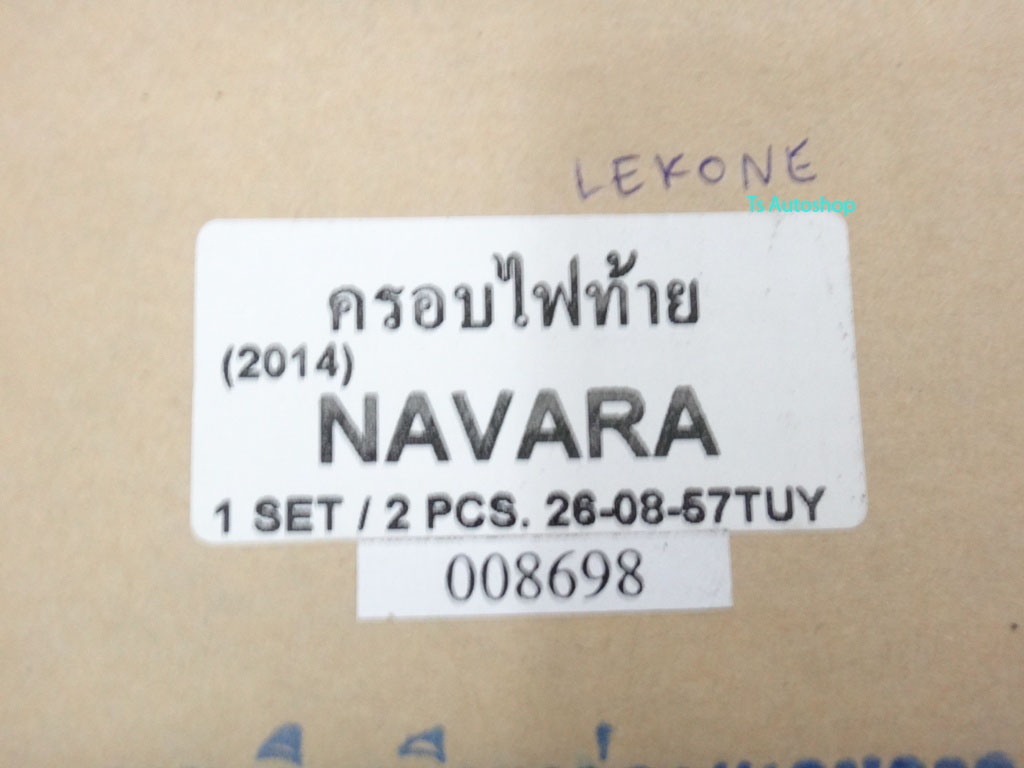 LEKONE
Ts Autoshop
ครอบไฟท้าย
(2014)
NAVARA
1 SET / 2 PCS. 26-08-57TUY
008698